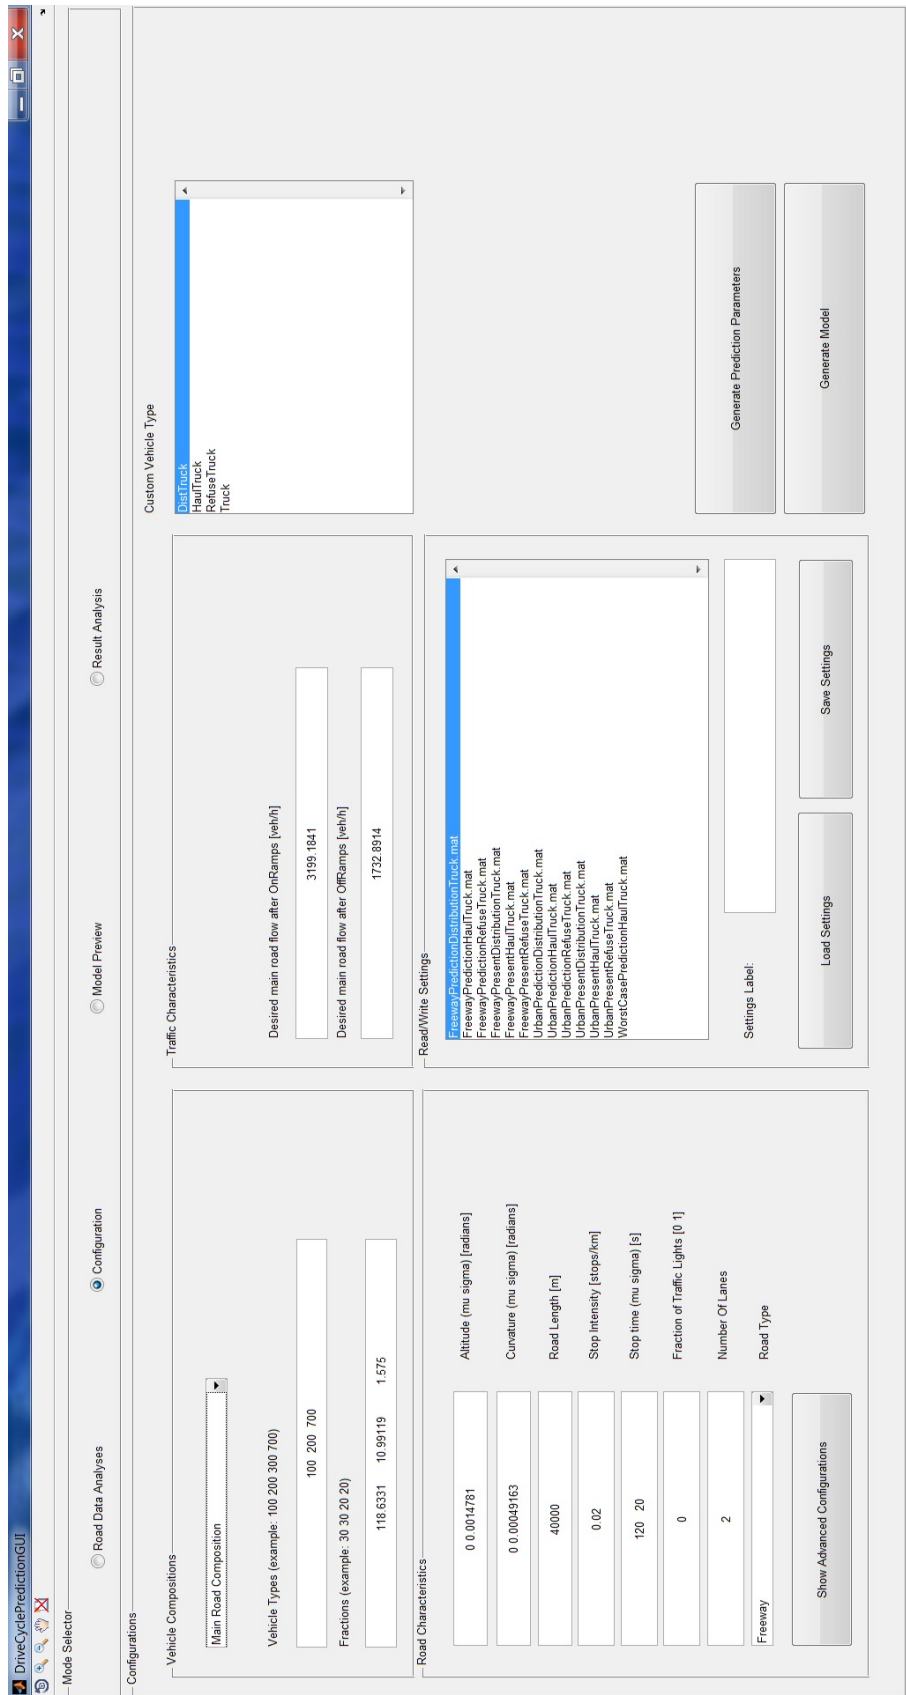 DriveCyclePredictionGUI
Mode Selector
Road Data Analyses
Configuration
Model Preview
Result Analysis
Configurations
Vehicle Compositions
Main Road Composition
Vehicle Types (example: 100 200 300 700)
100 200 700
Fractions (example: 30 30 20 20)
118.6331 10.99119 1.575
Traffic Characteristics
Desired main road flow after OnRamps [veh/h]
3199.1841
Desired main road flow after OffRamps [veh/h]
1732.8914
Custom Vehicle Type
DistTruck
HaulTruck
RefuseTruck
Truck
Road Characteristics
0 0.0014781 Altitude (mu sigma) [radians]
0 0.00049163 Curvature (mu sigma) [radians]
40000 Road Length [m]
0.02 Stop Intensity [stops/km]
120 20 Stop time (mu sigma) [s]
0 Fraction of Traffic Lights [0 1]
2 Number Of Lanes
Freeway Road Type
Show Advanced Configurations
Read/Write Settings
FreewayPredictionDistributionTruck.mat
FreewayPredictionHaulTruck.mat
FreewayPredictionRefuseTruck.mat
FreewayPresentDistributionTruck.mat
FreewayPresentHaulTruck.mat
FreewayPresentRefuseTruck.mat
UrbanPredictionDistributionTruck.mat
UrbanPredictionHaulTruck.mat
UrbanPredictionRefuseTruck.mat
UrbanPresentDistributionTruck.mat
UrbanPresentHaulTruck.mat
UrbanPresentRefuseTruck.mat
WorstCasePredictionHaulTruck.mat
Settings Label:
Load Settings
Save Settings
Generate Prediction Parameters
Generate Model